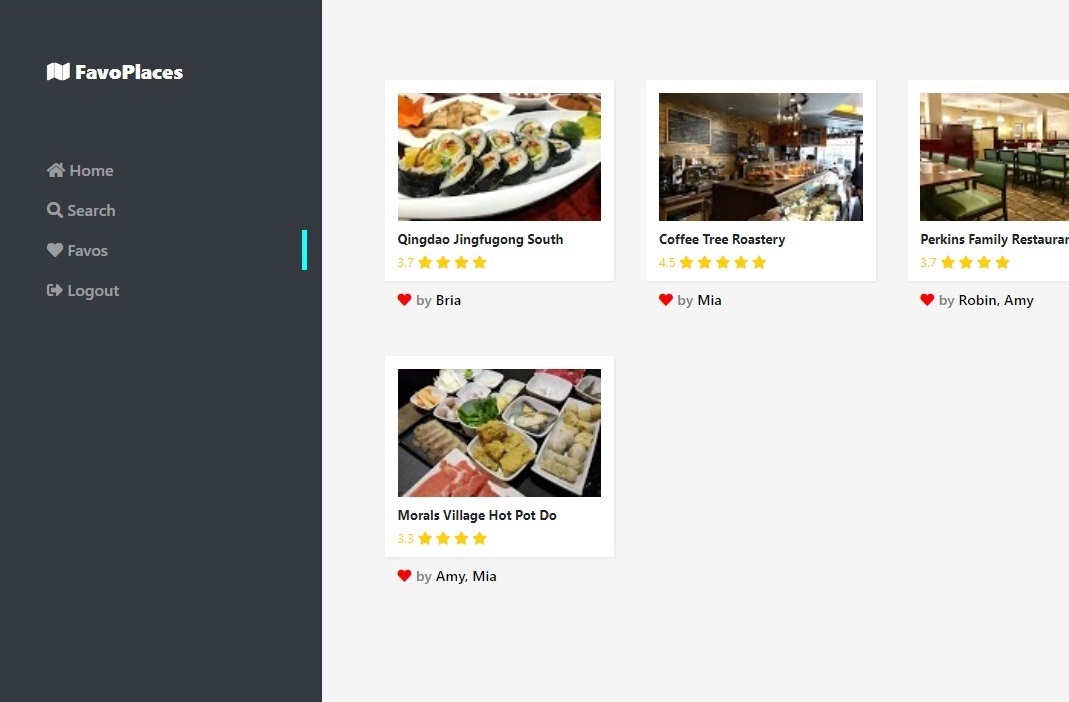 FavoPlaces
Home
Search
Favos
Logout
Qingdao Jingfugong South
3.7
by Bria
Coffee Tree Roastery
4.5
by Mia
Perkins Family Restauran
3.7
by Robin, Amy
Morals Village Hot Pot Do
3.3
by Amy, Mia